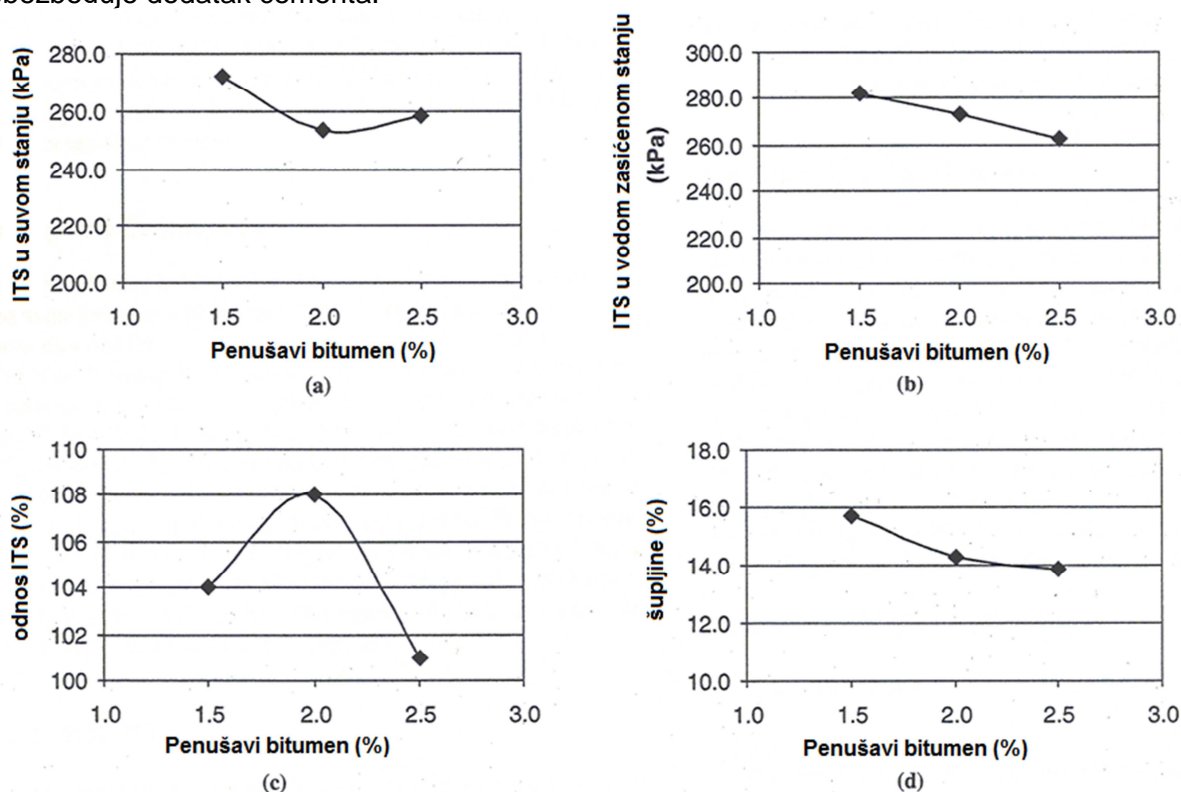 dodatak cementa.
ITS u suvom stanju (kPa)
280.0
260.0
240.0
220.0
200.0
1.0 1.5 2.0 2.5 3.0
Penušavi bitumen (%)
(a)
ITS u vodom zasićenom stanju
(kPa)
300.0
280.0
260.0
240.0
220.0
200.0
1.0 1.5 2.0 2.5 3.0
Penušavi bitumen (%)
(b)
odnos ITS (%)
110
108
106
104
102
100
1.0 1.5 2.0 2.5 3.0
Penušavi bitumen (%)
(c)
šupljine (%)
18.0
16.0
14.0
12.0
10.0
1.0 1.5 2.0 2.5 3.0
Penušavi bitumen (%)
(d)